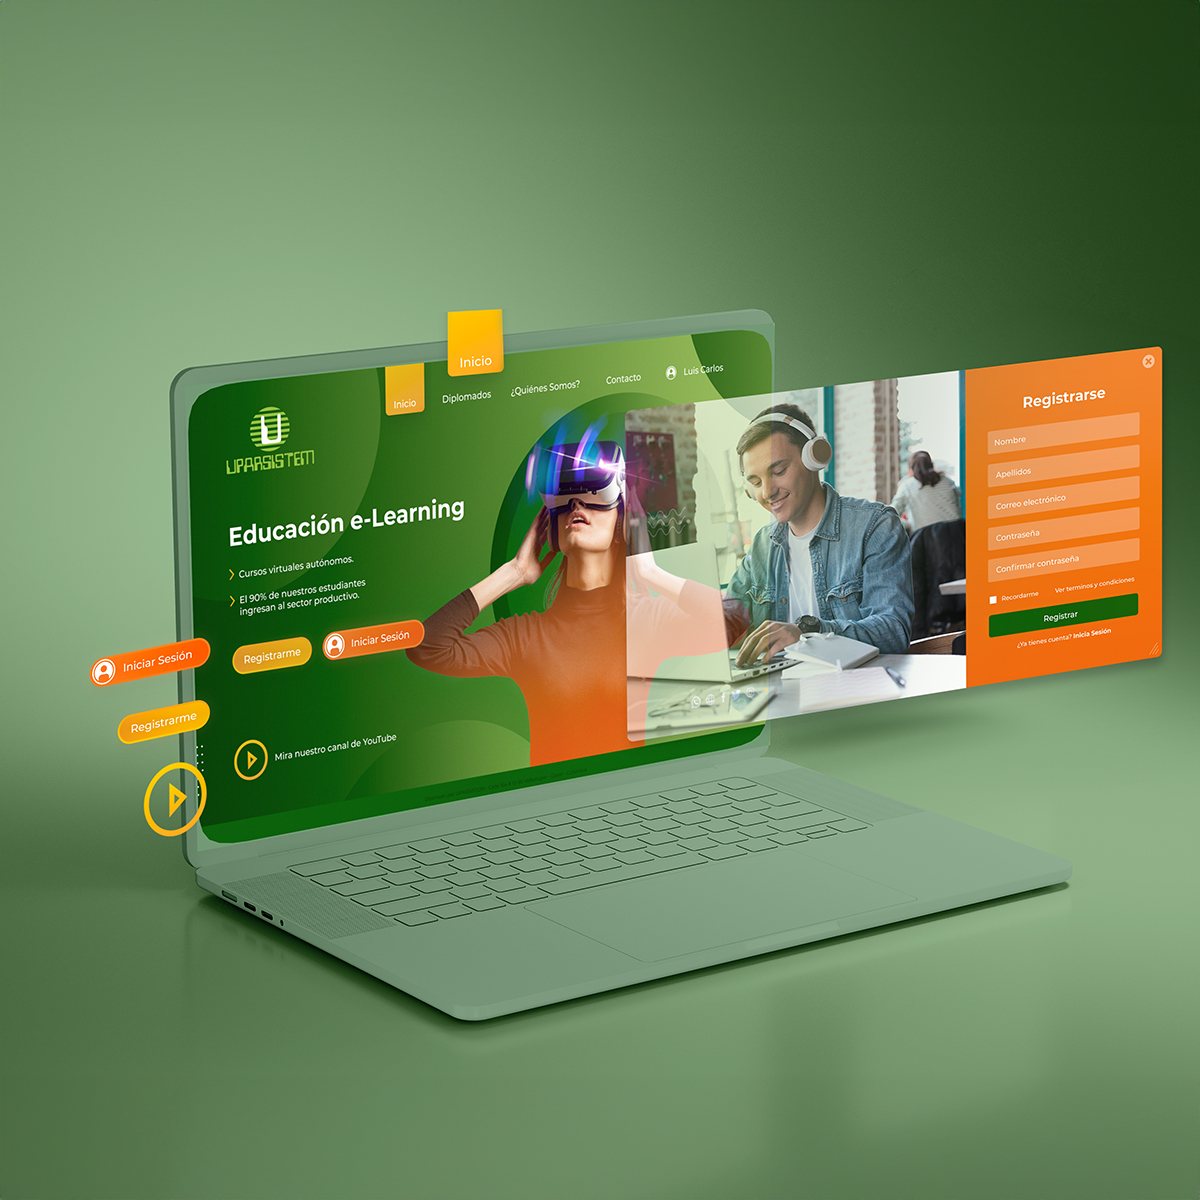 Inicio
Inicio
Diplomados
¿Quiénes Somos?
Contacto
Luis Carlos
U
UPARSISTEM
Educación e-Learning
Cursos virtuales autónomos.
El 90% de nuestros estudiantes
ingresan al sector productivo.
Iniciar Sesión
Registrarme
Iniciar Sesión
Registrarme
Mira nuestro canal de YouTube
Registrarse
Nombre
Apellidos
Correo electrónico
Contraseña
Confirmar contraseña
Recordarme
Ver terminos y condiciones
Registrar
¿Ya tienes cuenta? Inicia Sesión